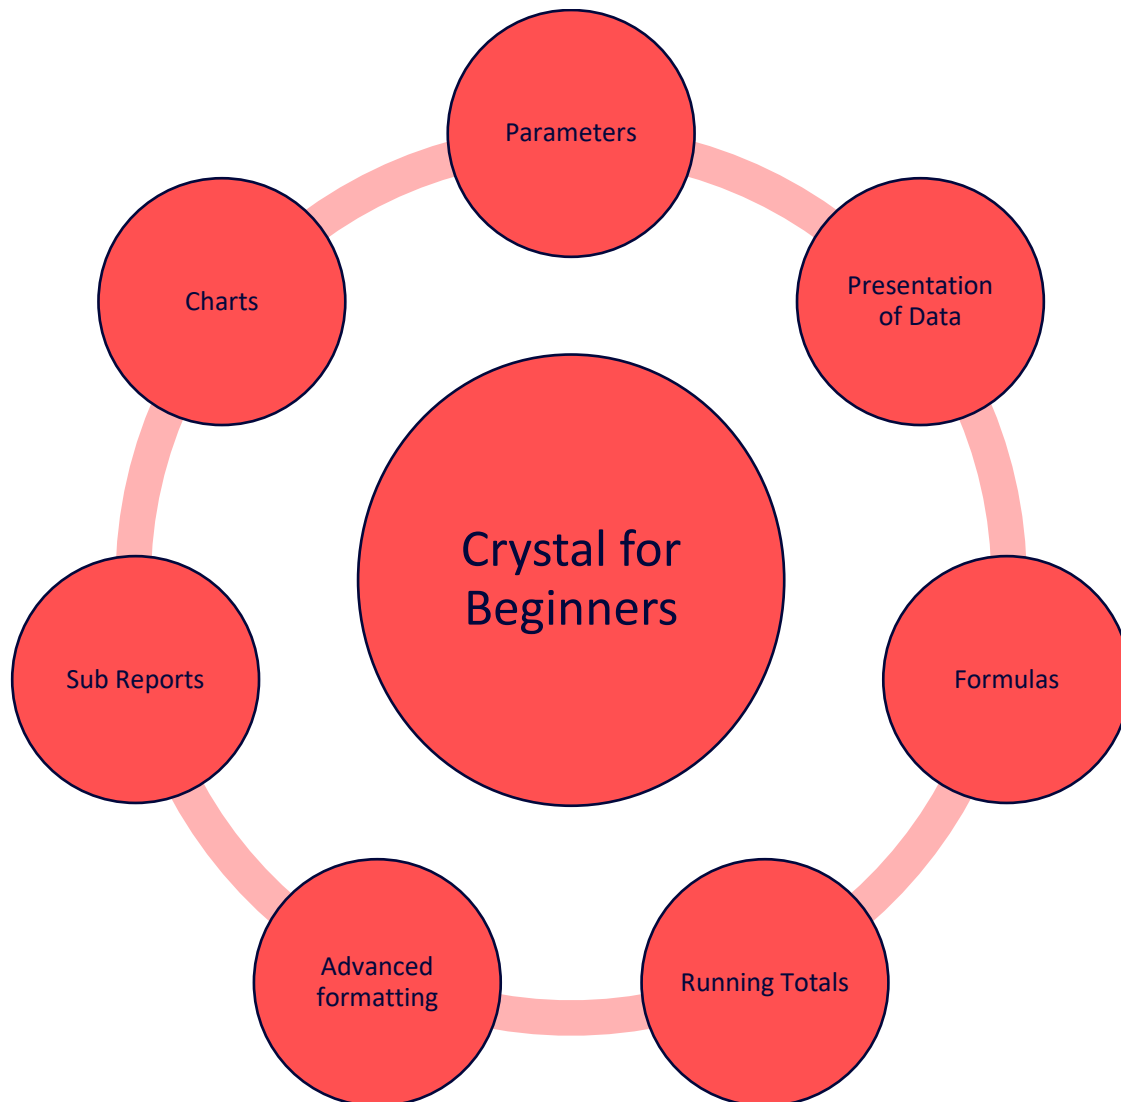 Parameters
Presentation
of Data
Charts
Crystal for
Beginners
Sub Reports
Formulas
Advanced
formatting
Running Totals